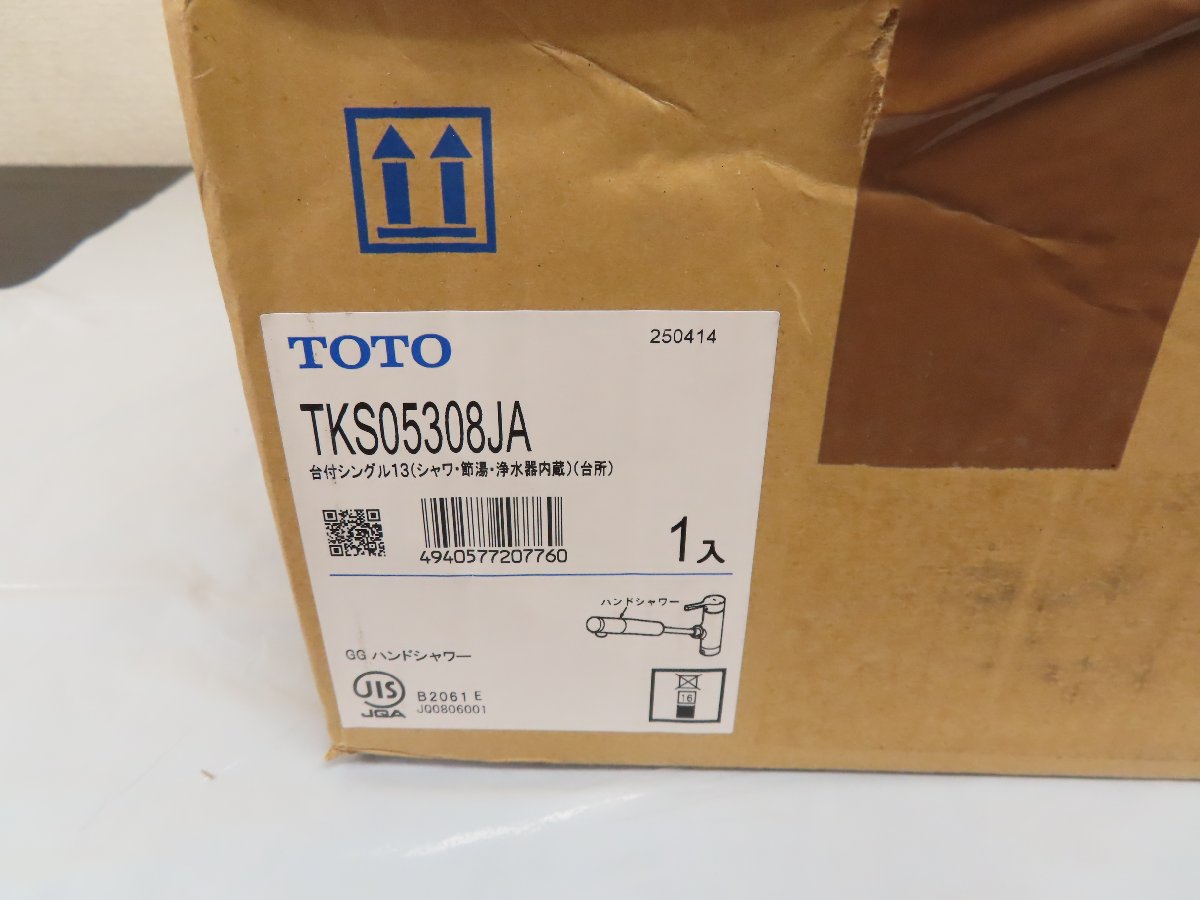 TOTO
250414
TKS05308JA
台付シングル13(シャワ・節湯・浄水器内蔵)(台所)
4940577207760
1入
ハンドシャワー
GG ハンドシャワー
JIS
JQA
B2061 E
JQ0806001
16